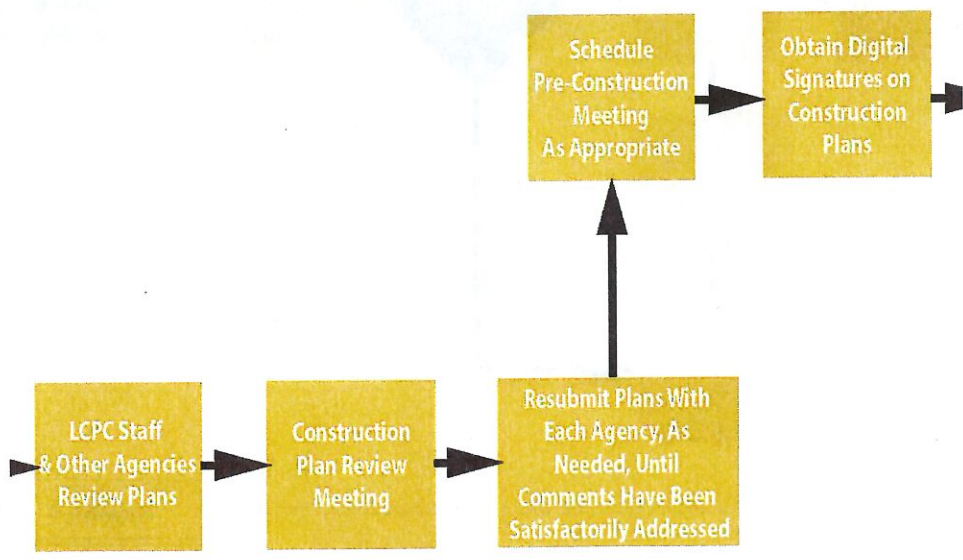 Schedule
Pre-Construction
Meeting
As Appropriate
Obtain Digital
Signatures on
Construction
Plans
LCPC Staff
& Other Agencies
Review Plans
Construction
Plan Review
Meeting
Resubmit Plans With
Each Agency, As
Needed, Until
Comments Have Been
Satisfactorily Addressed